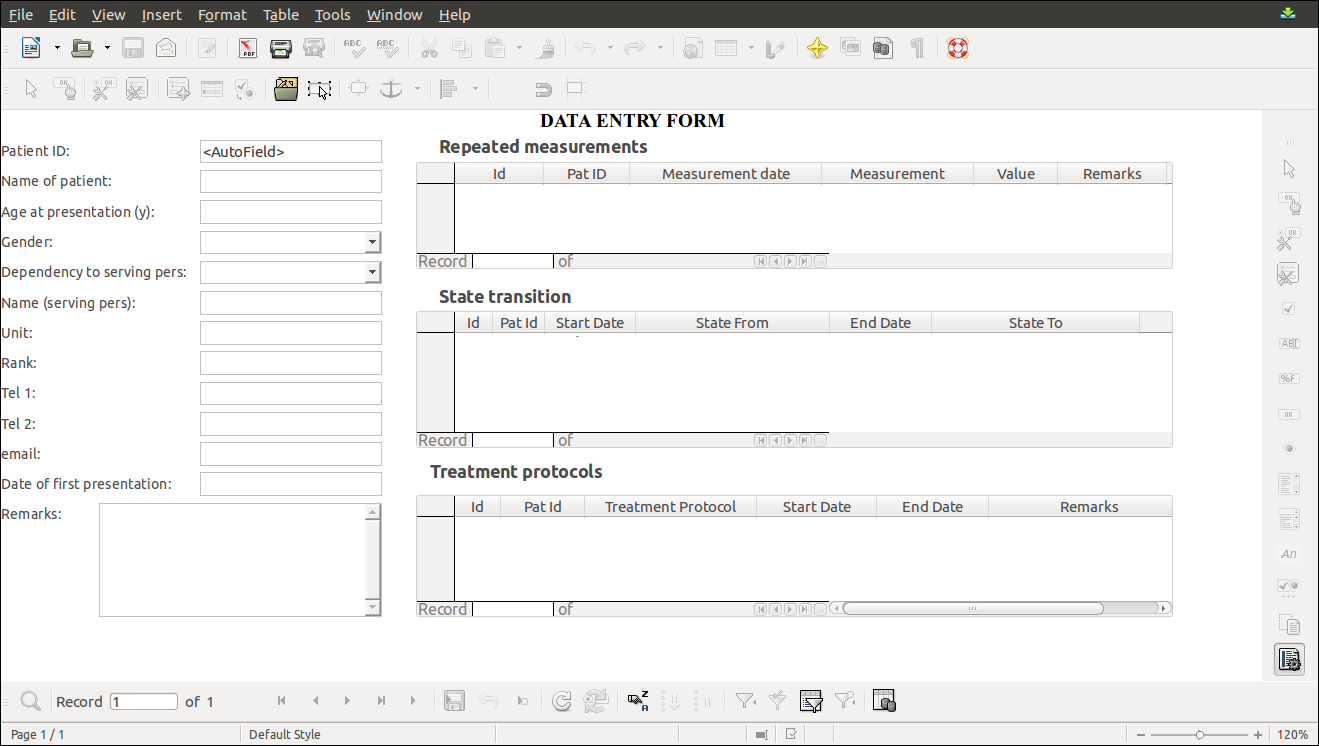 File Edit View Insert Format Table Tools Window Help
DATA ENTRY FORM
Patient ID: <AutoField>
Name of patient:
Age at presentation (y):
Gender:
Dependency to serving pers:
Name (serving pers):
Unit:
Rank:
Tel 1:
Tel 2:
email:
Date of first presentation:
Remarks:
Repeated measurements
Id Pat ID Measurement date Measurement Value Remarks
Record of
State transition
Id Pat Id Start Date State From End Date State To
Record of
Treatment protocols
Id Pat Id Treatment Protocol Start Date End Date Remarks
Record of
Record 1 of 1
Page 1 / 1 Default Style 120%